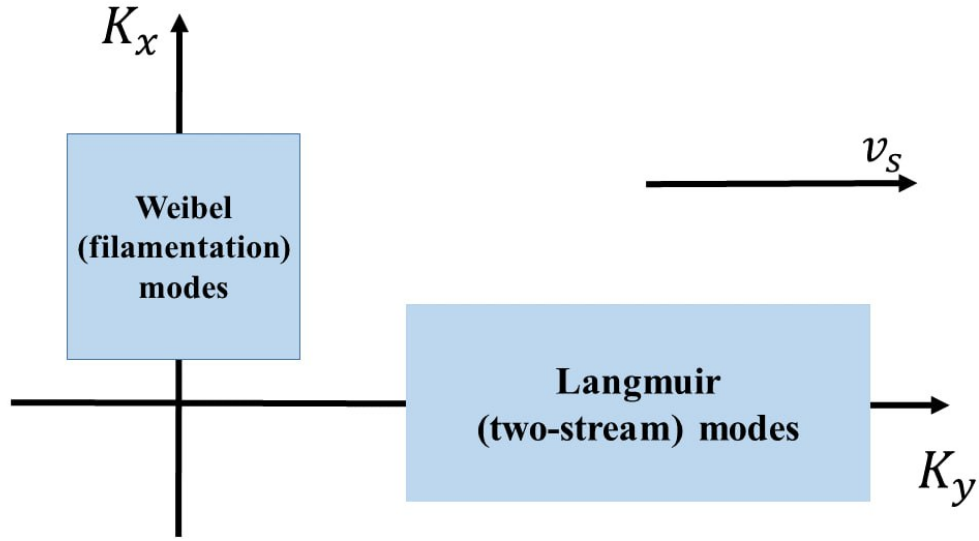 K_x
v_s
Weibel
(filamentation)
modes
Langmuir
(two-stream) modes
K_y